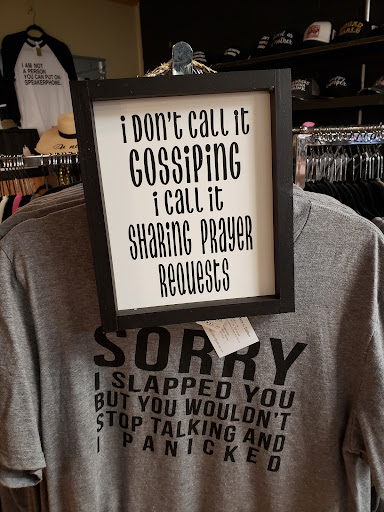 I AM NOT
A PERSON
YOU CAN PUT ON
SPEAKERPHONE.
i DON'T CALL iT
GOSSiPiNG
i CALL iT
SHARiNG PRAYER
REQUESTS
SORRY
I SLAPPED YOU
BUT YOU WOULDN'T
STOP TALKING AND
I PANICKED